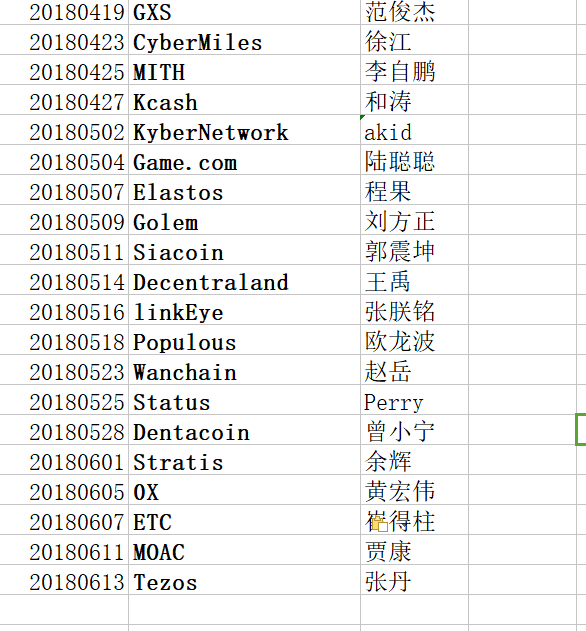 20180419 GXS 范俊杰
20180423 CyberMiles 徐江
20180425 MITH 李自鹏
20180427 Kcash 和涛
20180502 KyberNetwork akid
20180504 Game.com 陆聪聪
20180507 Elastos 程果
20180509 Golem 刘方正
20180511 Siacoin 郭震坤
20180514 Decentraland 王禹
20180516 linkEye 张朕铭
20180518 Populous 欧龙波
20180523 Wanchain 赵岳
20180525 Status Perry
20180528 Dentacoin 曾小宁
20180601 Stratis 余辉
20180605 OX 黄宏伟
20180607 ETC 得柱
20180611 MOAC 贾康
20180613 Tezos 张丹